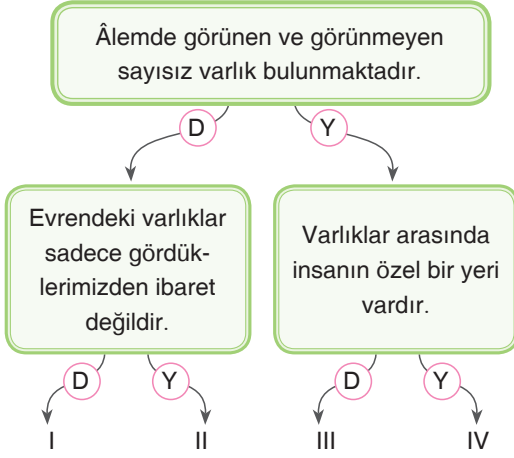 Âlemde görünen ve görünmeyen
sayısız varlık bulunmaktadır.
D
Y
Evrendeki varlıklar
sadece gördük-
lerimizden ibaret
değildir.
Varlıklar arasında
insanın özel bir yeri
vardır.
D
Y
D
Y
I
II
III
IV